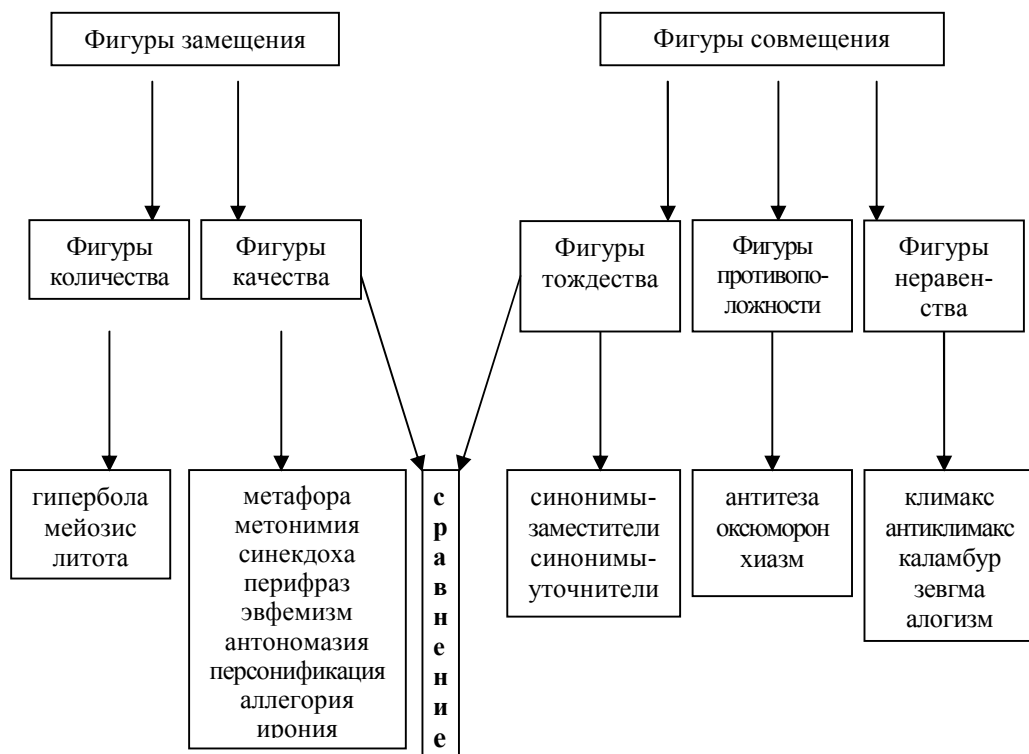 Фигуры замещения
Фигуры совмещения
Фигуры
количества
Фигуры
качества
Фигуры
тождества
Фигуры
противопо-
ложности
Фигуры
неравен-
ства
гипербола
мейозис
литота
метафора
метонимия
синекдоха
перифраз
эвфемизм
антономазия
персонификация
аллегория
ирония
с
р
а
в
н
е
н
и
е
синонимы-
заместители
синонимы-
уточнители
антитеза
оксюморон
хиазм
климакс
антиклимакс
каламбур
зевгма
алогизм